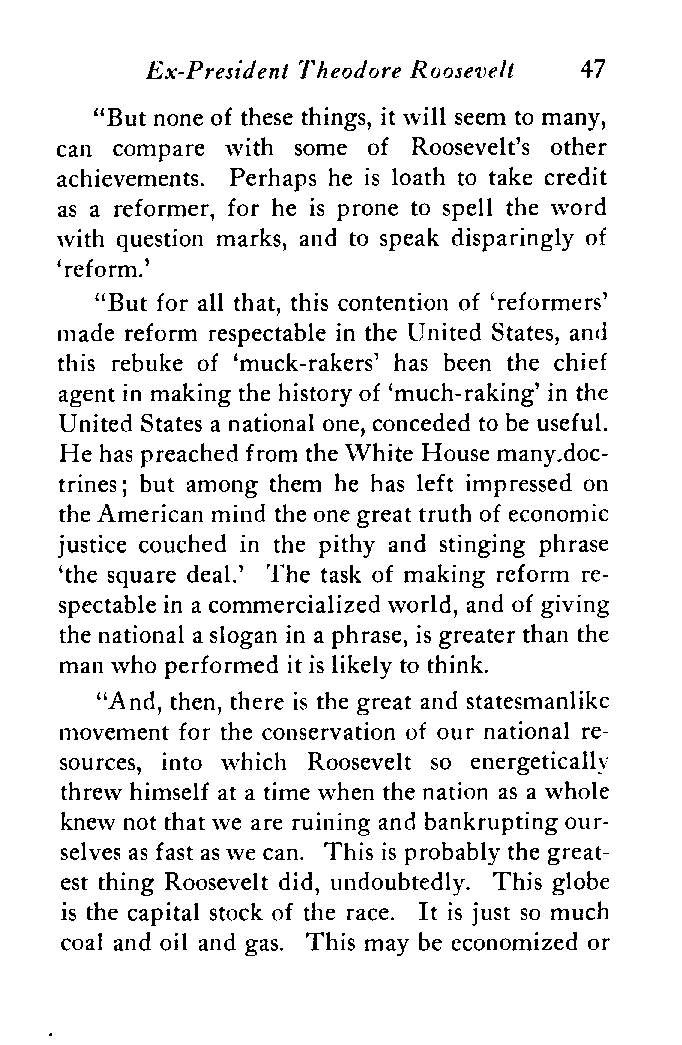 Ex-President Theodore Roosevelt 47
“But none of these things, it will seem to many,
can compare with some of Roosevelt’s other
achievements. Perhaps he is loath to take credit
as a reformer, for he is prone to spell the word
with question marks, and to speak disparingly of
‘reform.’
“But for all that, this contention of ‘reformers’
made reform respectable in the United States, and
this rebuke of ‘muck-rakers’ has been the chief
agent in making the history of ‘much-raking’ in the
United States a national one, conceded to be useful.
He has preached from the White House many.doc-
trines; but among them he has left impressed on
the American mind the one great truth of economic
justice couched in the pithy and stinging phrase
‘the square deal.’ The task of making reform re-
spectable in a commercialized world, and of giving
the national a slogan in a phrase, is greater than the
man who performed it is likely to think.
“And, then, there is the great and statesmanlike
movement for the conservation of our national re-
sources, into which Roosevelt so energetically
threw himself at a time when the nation as a whole
knew not that we are ruining and bankrupting our-
selves as fast as we can. This is probably the great-
est thing Roosevelt did, undoubtedly. This globe
is the capital stock of the race. It is just so much
coal and oil and gas. This may be economized or